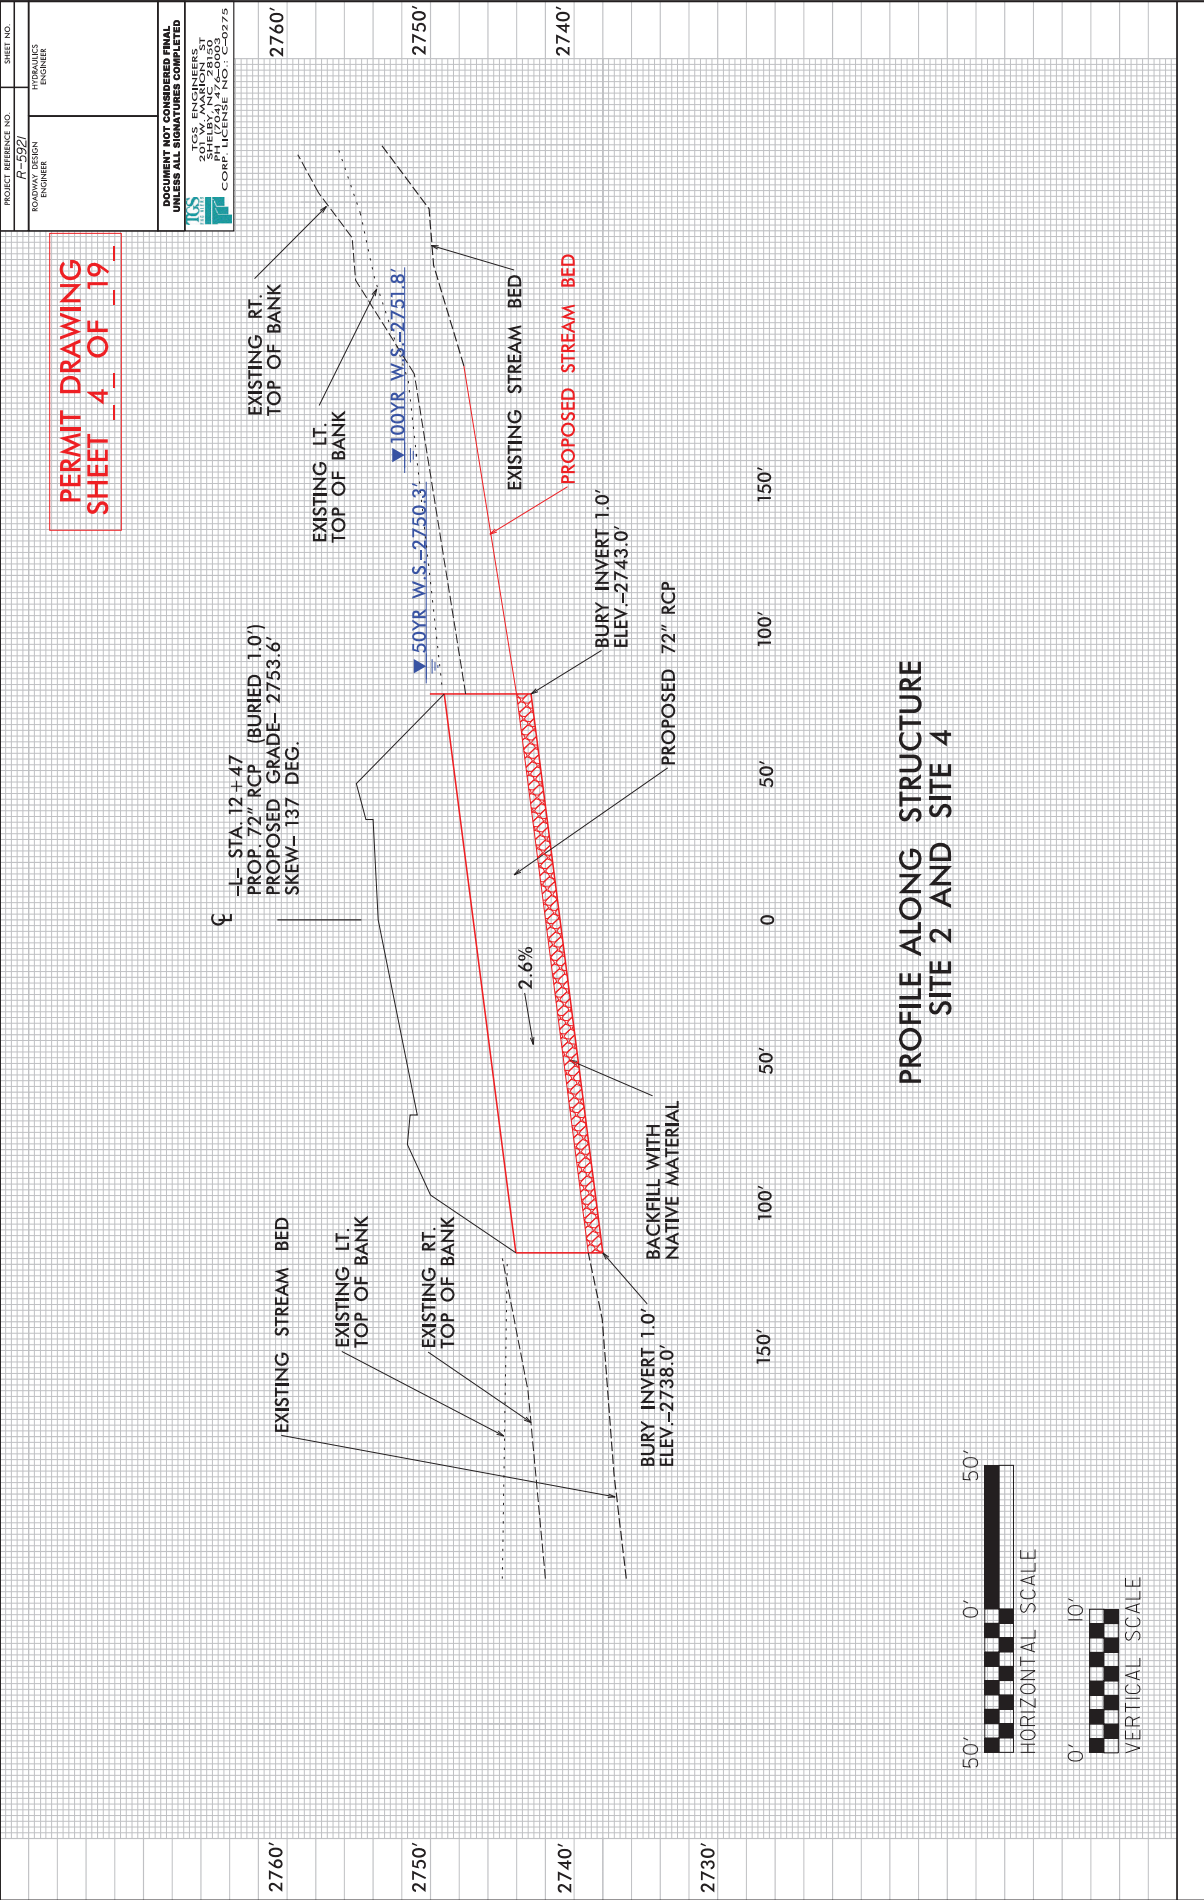 PROJECT REFERENCE NO.
SHEET NO.
R-5921
ROADWAY DESIGN
ENGINEER
HYDRAULICS
ENGINEER
DOCUMENT NOT CONSIDERED FINAL
UNLESS ALL SIGNATURES COMPLETED
TGS
TGS ENGINEERS
201 W. MARION ST
SHELBY, NC 28150
PH (704) 476-0003
CORP. LICENSE NO.: C-0275
PERMIT DRAWING
SHEET 4 OF 19
2760'
2750'
2740'
2730'
2760'
2750'
2740'
℄
-L- STA. 12+47
PROP. 72" RCP (BURIED 1.0')
PROPOSED GRADE- 2753.6'
SKEW- 137 DEG.
EXISTING STREAM BED
EXISTING LT.
TOP OF BANK
EXISTING RT.
TOP OF BANK
EXISTING RT.
TOP OF BANK
EXISTING LT.
TOP OF BANK
50YR W.S.-2750.3'
100YR W.S.-2751.8'
EXISTING STREAM BED
PROPOSED STREAM BED
2.6%
BURY INVERT 1.0'
ELEV.-2738.0'
BACKFILL WITH
NATIVE MATERIAL
PROPOSED 72" RCP
BURY INVERT 1.0'
ELEV.-2743.0'
150'
100'
50'
0
50'
100'
150'
PROFILE ALONG STRUCTURE
SITE 2 AND SITE 4
50'
0'
50'
HORIZONTAL SCALE
0'
10'
VERTICAL SCALE